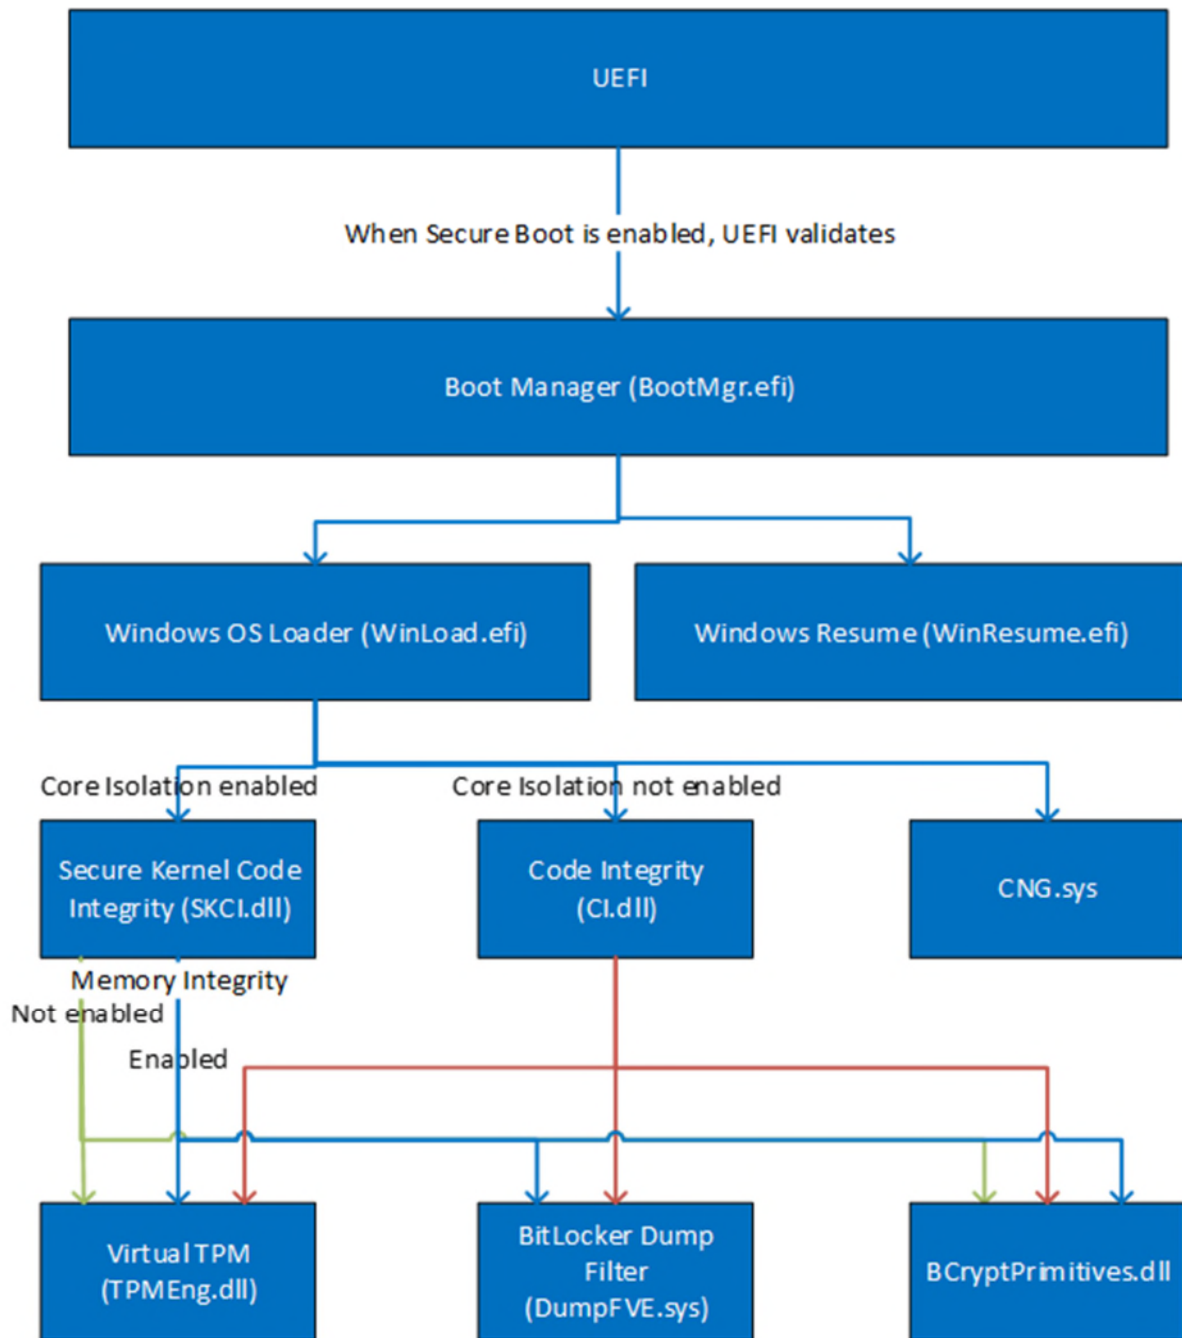 UEFI
When Secure Boot is enabled, UEFI validates
Boot Manager (BootMgr.efi)
Windows OS Loader (WinLoad.efi)
Windows Resume (WinResume.efi)
Core Isolation enabled
Core Isolation not enabled
Secure Kernel Code
Integrity (SKCI.dll)
Code Integrity
(CI.dll)
CNG.sys
Memory Integrity
Not enabled
Enabled
Virtual TPM
(TPMEng.dll)
BitLocker Dump
Filter
(DumpFVE.sys)
BCryptPrimitives.dll